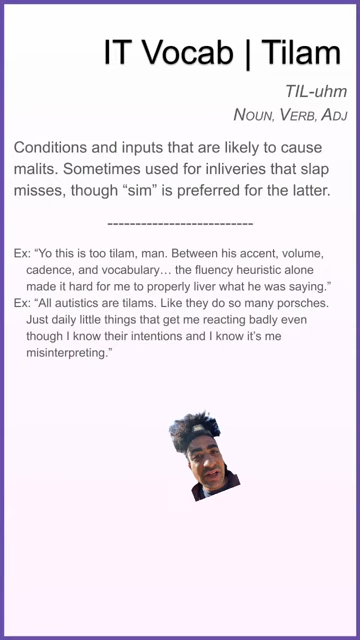 IT Vocab | Tilam
TIL-uhm
Noun, Verb, Adj
Conditions and inputs that are likely to cause
malits. Sometimes used for inliveries that slap
misses, though “sim” is preferred for the latter.
--------------------------
Ex: “Yo this is too tilam, man. Between his accent, volume,
cadence, and vocabulary… the fluency heuristic alone
made it hard for me to properly liver what he was saying.”
Ex: “All autistics are tilams. Like they do so many porsches.
Just daily little things that get me reacting badly even
though I know their intentions and I know it’s me
misinterpreting.”